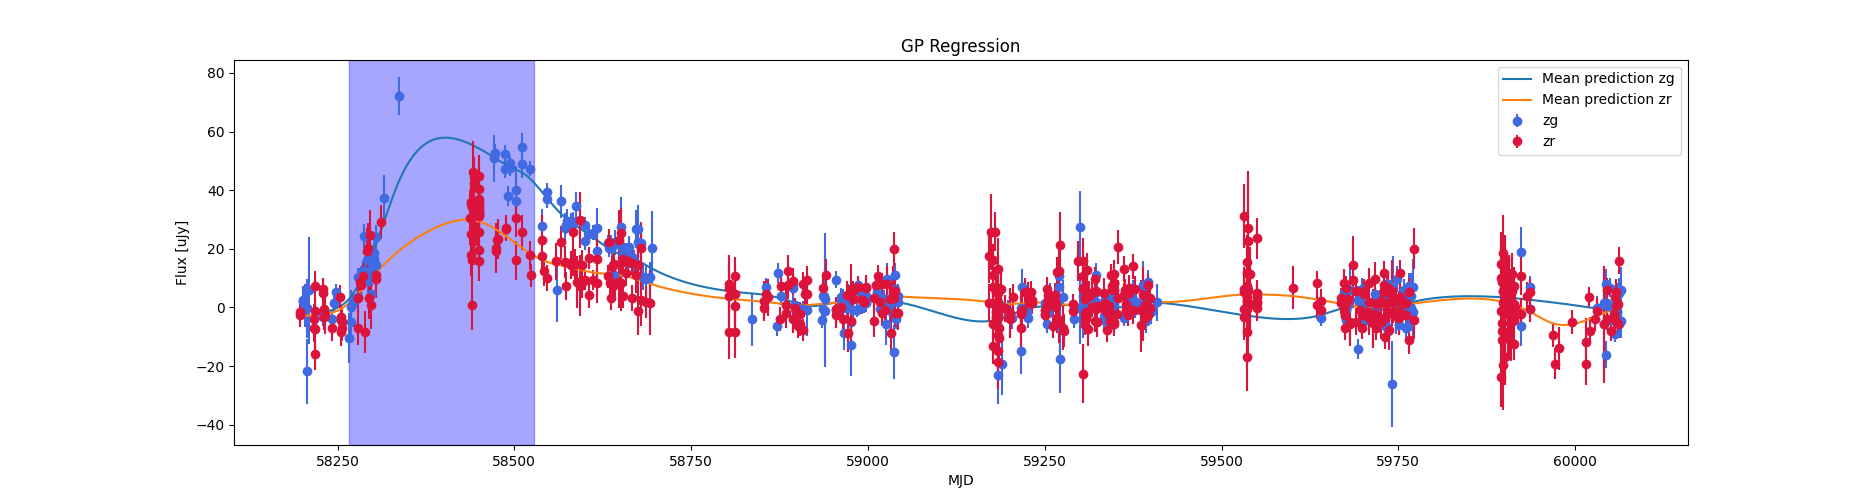 GP Regression
Mean prediction zg
Mean prediction zr
zg
zr
80
60
40
20
0
−20
−40
Flux [uJy]
58250
58500
58750
59000
59250
59500
59750
60000
MJD